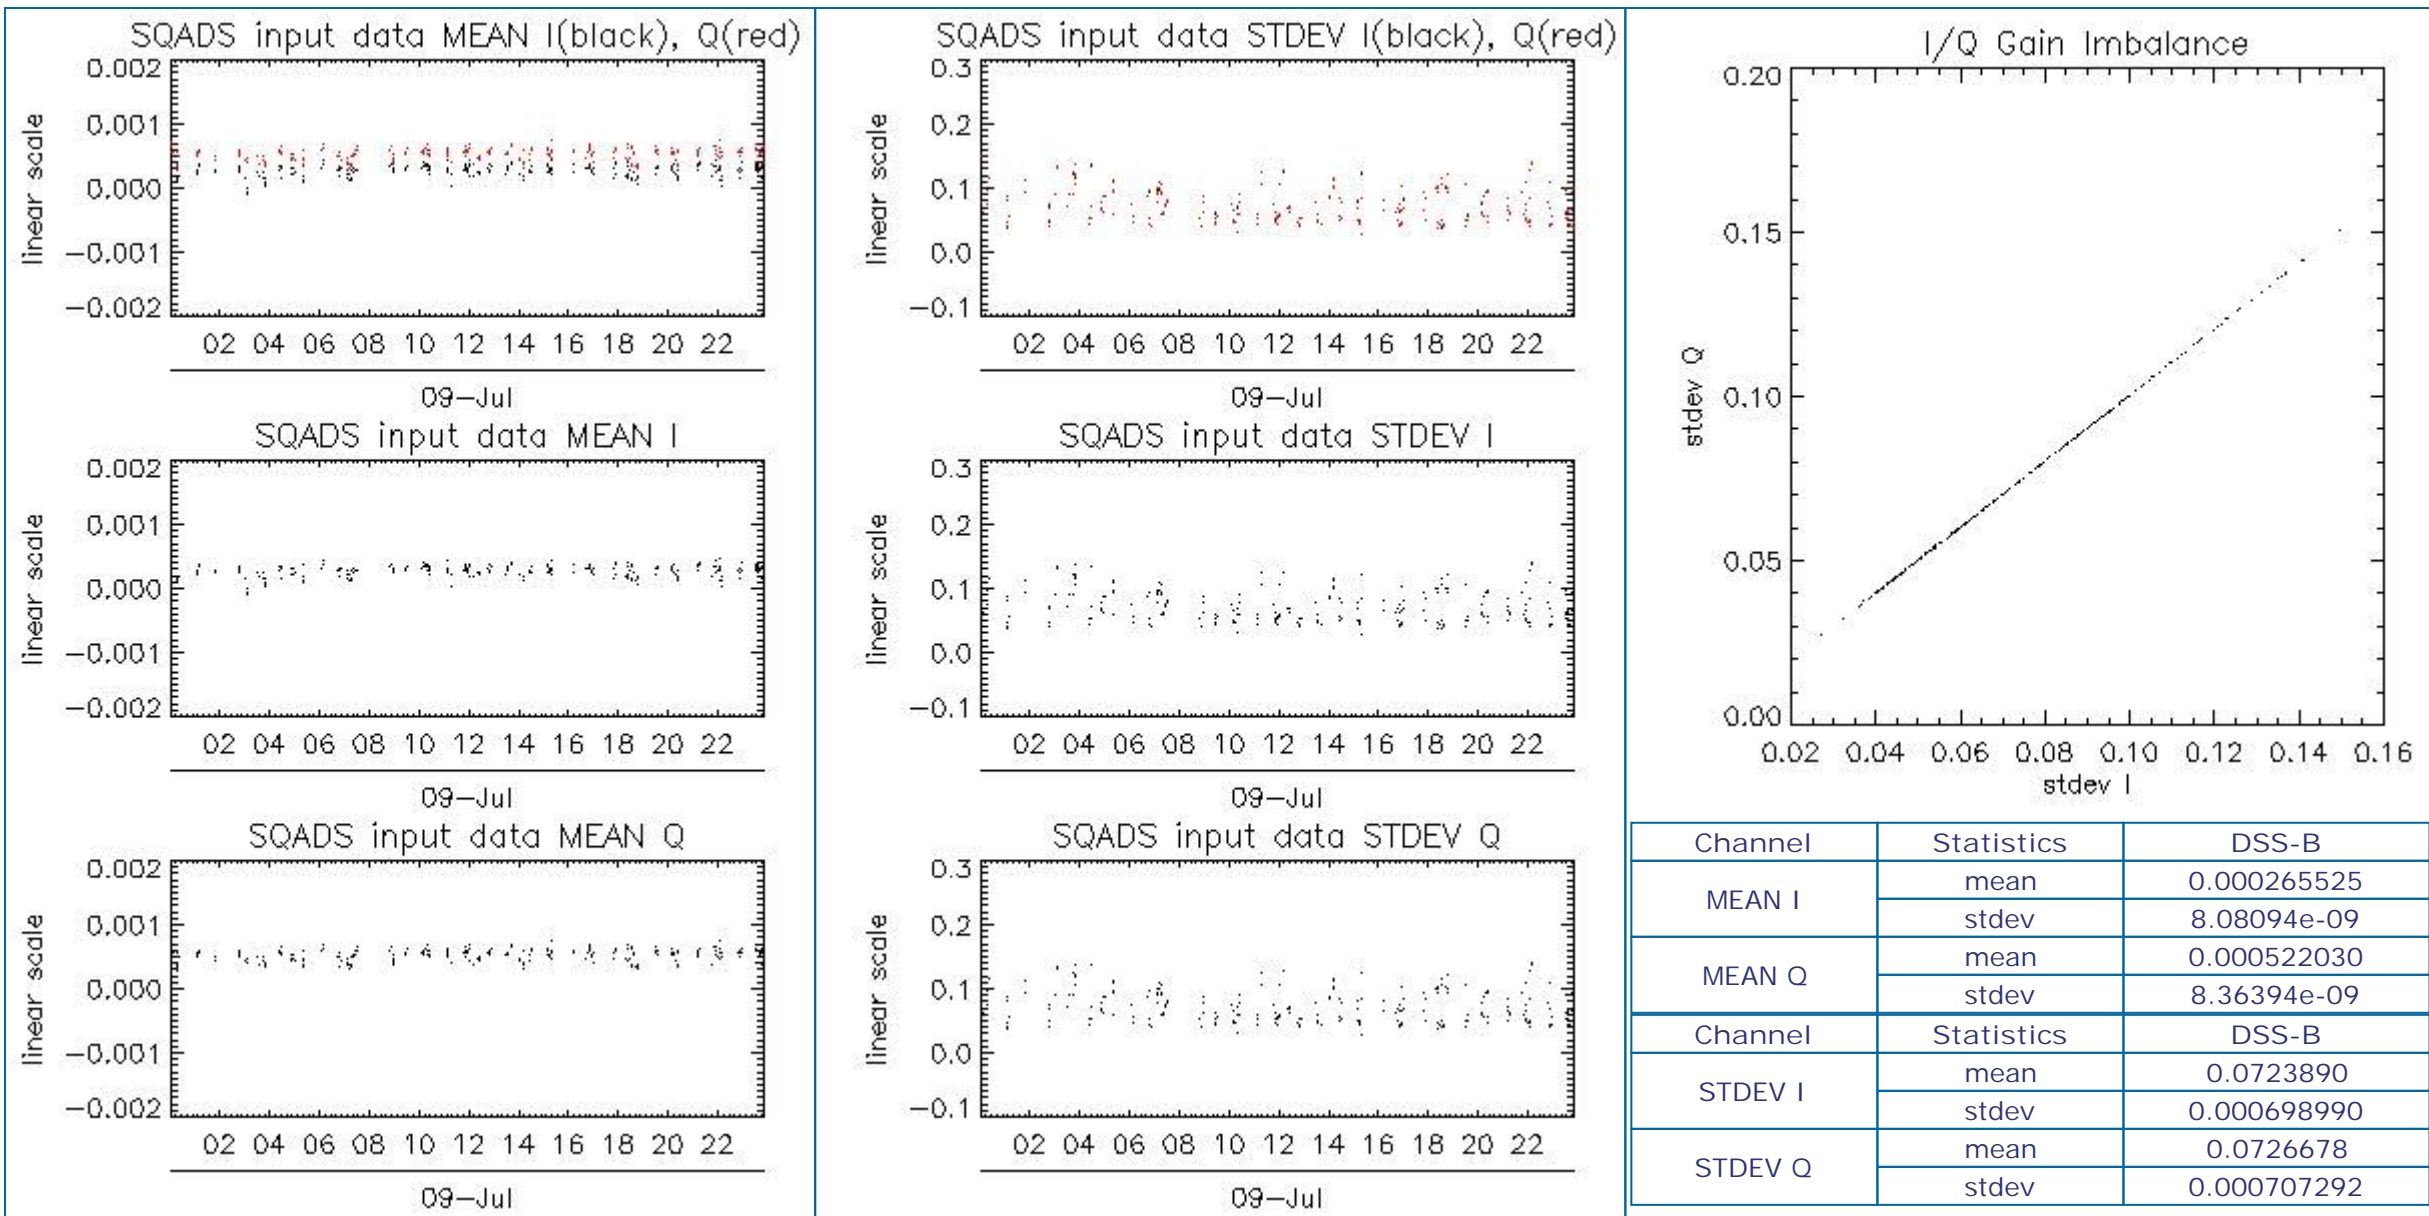 SQADS input data MEAN I(black), Q(red)
0.002
0.001
0.000
−0.001
−0.002
linear scale
02 04 06 08 10 12 14 16 18 20 22
09−Jul
SQADS input data MEAN I
0.002
0.001
0.000
−0.001
−0.002
linear scale
02 04 06 08 10 12 14 16 18 20 22
09−Jul
SQADS input data MEAN Q
0.002
0.001
0.000
−0.001
−0.002
linear scale
02 04 06 08 10 12 14 16 18 20 22
09−Jul
SQADS input data STDEV I(black), Q(red)
0.3
0.2
0.1
0.0
−0.1
linear scale
02 04 06 08 10 12 14 16 18 20 22
09−Jul
SQADS input data STDEV I
0.3
0.2
0.1
0.0
−0.1
linear scale
02 04 06 08 10 12 14 16 18 20 22
09−Jul
SQADS input data STDEV Q
0.3
0.2
0.1
0.0
−0.1
linear scale
02 04 06 08 10 12 14 16 18 20 22
09−Jul
I/Q Gain Imbalance
0.20
0.15
0.10
0.05
0.00
stdev Q
0.02 0.04 0.06 0.08 0.10 0.12 0.14 0.16
stdev I
Channel Statistics DSS-B
MEAN I mean 0.000265525
stdev 8.08094e-09
MEAN Q mean 0.000522030
stdev 8.36394e-09
Channel Statistics DSS-B
STDEV I mean 0.0723890
stdev 0.000698990
STDEV Q mean 0.0726678
stdev 0.000707292